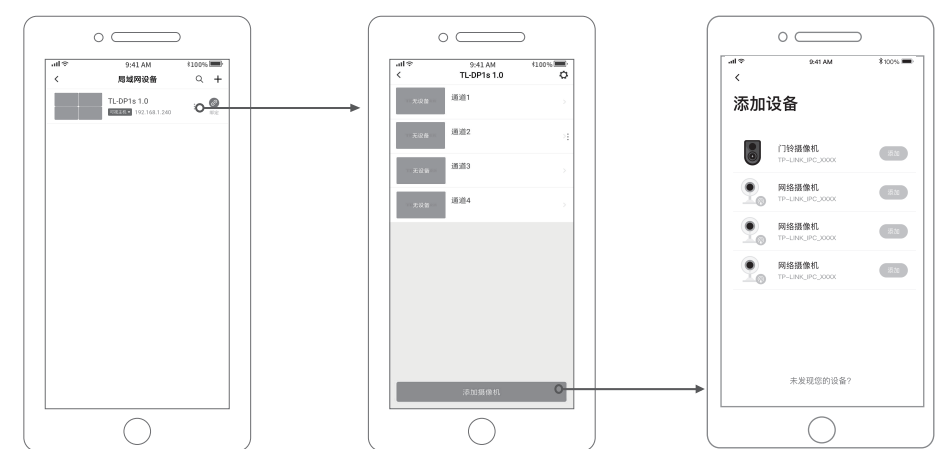 9:41 AM
100%
局域网设备
TL-DP1s 1.0
192.168.1.240
9:41 AM
100%
TL-DP1s 1.0
无设备
通道1
无设备
通道2
无设备
通道3
无设备
通道4
添加摄像机
9:41 AM
100%
添加设备
门铃摄像机
TP-LINK_IPC_XXXX
添加
网络摄像机
TP-LINK_IPC_XXXX
添加
网络摄像机
TP-LINK_IPC_XXXX
添加
网络摄像机
TP-LINK_IPC_XXXX
添加
未发现您的设备?